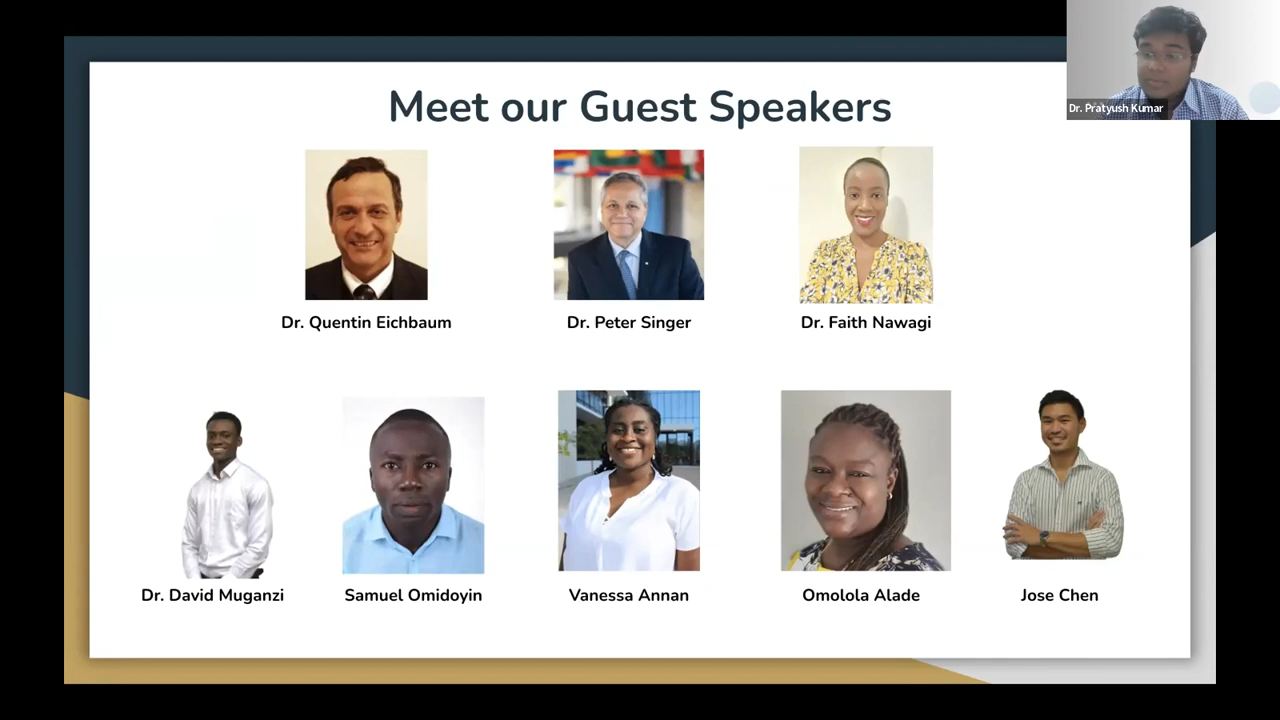 Meet our Guest Speakers
Dr. Pratyush Kumar
Dr. Quentin Eichbaum
Dr. Peter Singer
Dr. Faith Nawagi
Dr. David Muganzi
Samuel Omidoyin
Vanessa Annan
Omolola Alade
Jose Chen